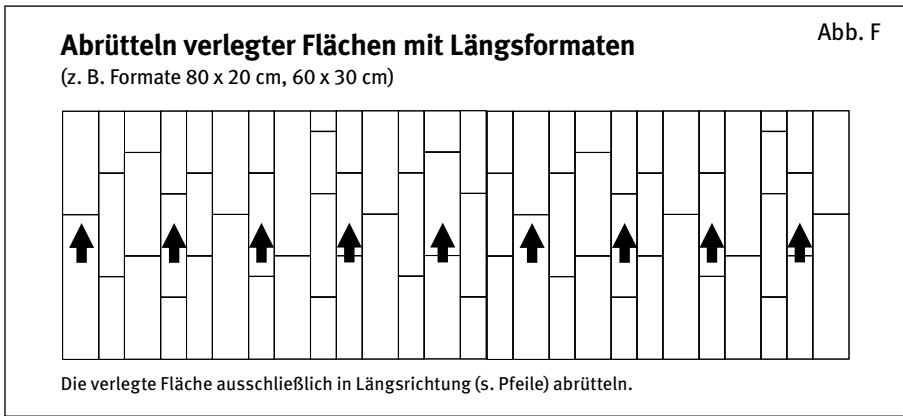 Abb. F
Abrütteln verlegter Flächen mit Längsformaten
(z. B. Formate 80 x 20 cm, 60 x 30 cm)
Die verlegte Fläche ausschließlich in Längsrichtung (s. Pfeile) abrütteln.